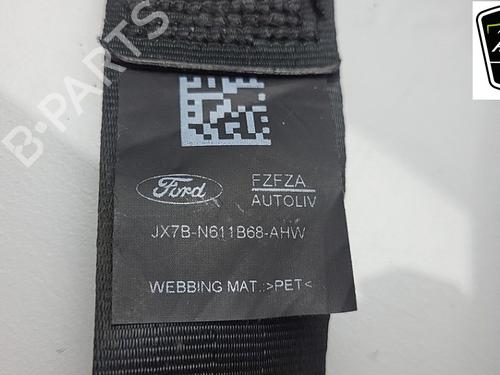 B-PARTS
Ford
FZFZA
AUTOLIV
JX7B-N611B68-AHW
WEBBING MAT.:>PET<